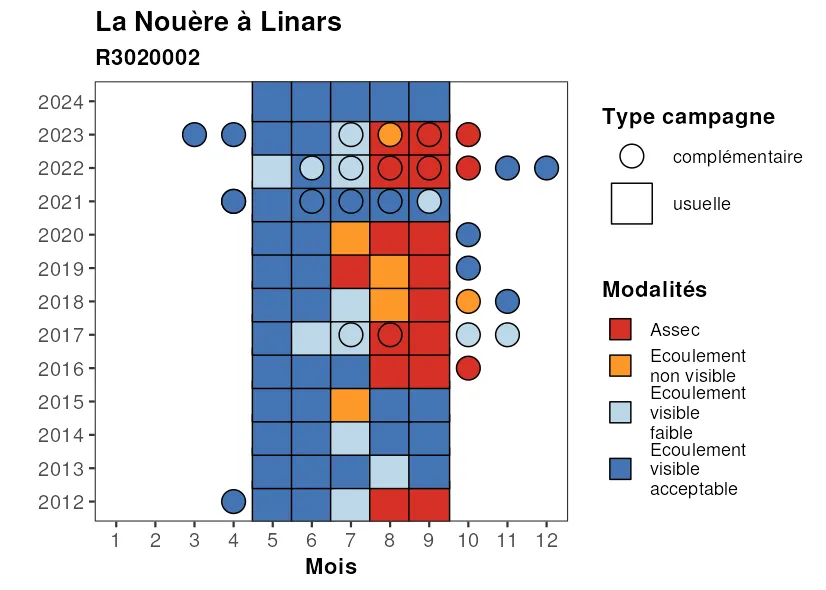 La Nouère à Linars
R3020002
2024
2023
2022
2021
2020
2019
2018
2017
2016
2015
2014
2013
2012
1 2 3 4 5 6 7 8 9 10 11 12
Mois
Type campagne
complémentaire
usuelle
Modalités
Assec
Ecoulement
non visible
Ecoulement
visible
faible
Ecoulement
visible
acceptable